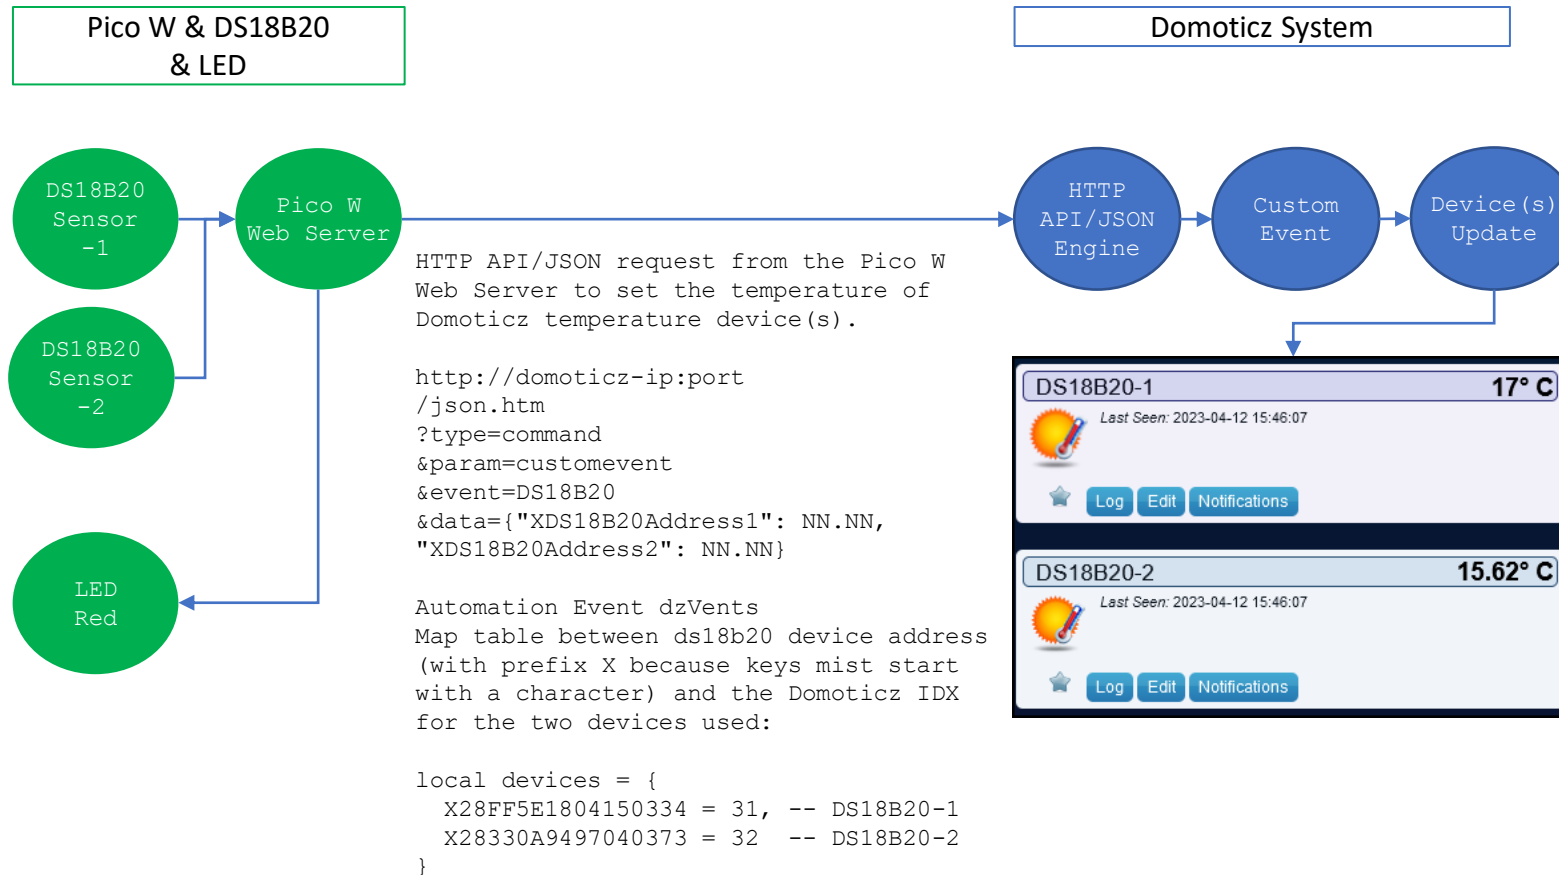 Pico W & DS18B20
& LED
Domoticz System
DS18B20
Sensor
-1
Pico W
Web Server
HTTP
API/JSON
Engine
Custom
Event
Device(s)
Update
DS18B20
Sensor
-2
LED
Red
HTTP API/JSON request from the Pico W
Web Server to set the temperature of
Domoticz temperature device(s).
http://domoticz-ip:port
/json.htm
?type=command
&param=customevent
&event=DS18B20
&data={"XDS18B20Address1": NN.NN,
"XDS18B20Address2": NN.NN}
Automation Event dzVents
Map table between ds18b20 device address
(with prefix X because keys mist start
with a character) and the Domoticz IDX
for the two devices used:
local devices = {
X28FF5E1804150334 = 31, -- DS18B20-1
X28330A9497040373 = 32  -- DS18B20-2
}
DS18B20-1 17° C
Last Seen: 2023-04-12 15:46:07
Log Edit Notifications
DS18B20-2 15.62° C
Last Seen: 2023-04-12 15:46:07
Log Edit Notifications